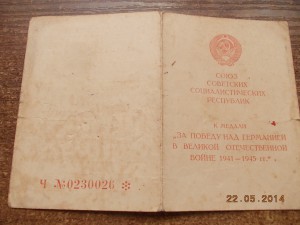 СОЮЗ
СОВЕТСКИХ
СОЦИАЛИСТИЧЕСКИХ
РЕСПУБЛИК
К МЕДАЛИ
„ЗА ПОБЕДУ НАД ГЕРМАНИЕЙ
В ВЕЛИКОЙ ОТЕЧЕСТВЕННОЙ
ВОЙНЕ 1941–1945 гг."
Ч №0230026 *
22.05.2014